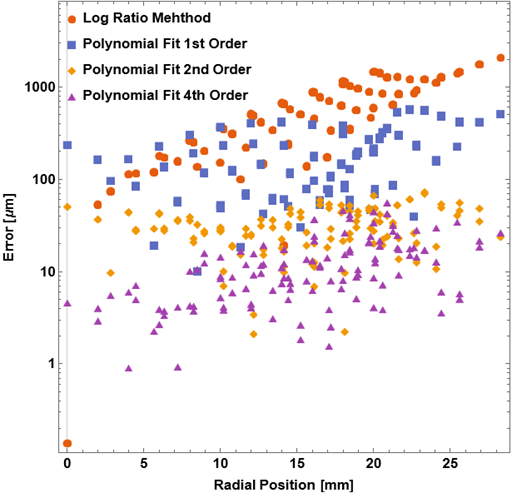 Log Ratio Mehthod
Polynomial Fit 1st Order
Polynomial Fit 2nd Order
Polynomial Fit 4th Order
1000
100
10
1
Error [μm]
0 5 10 15 20 25
Radial Position [mm]